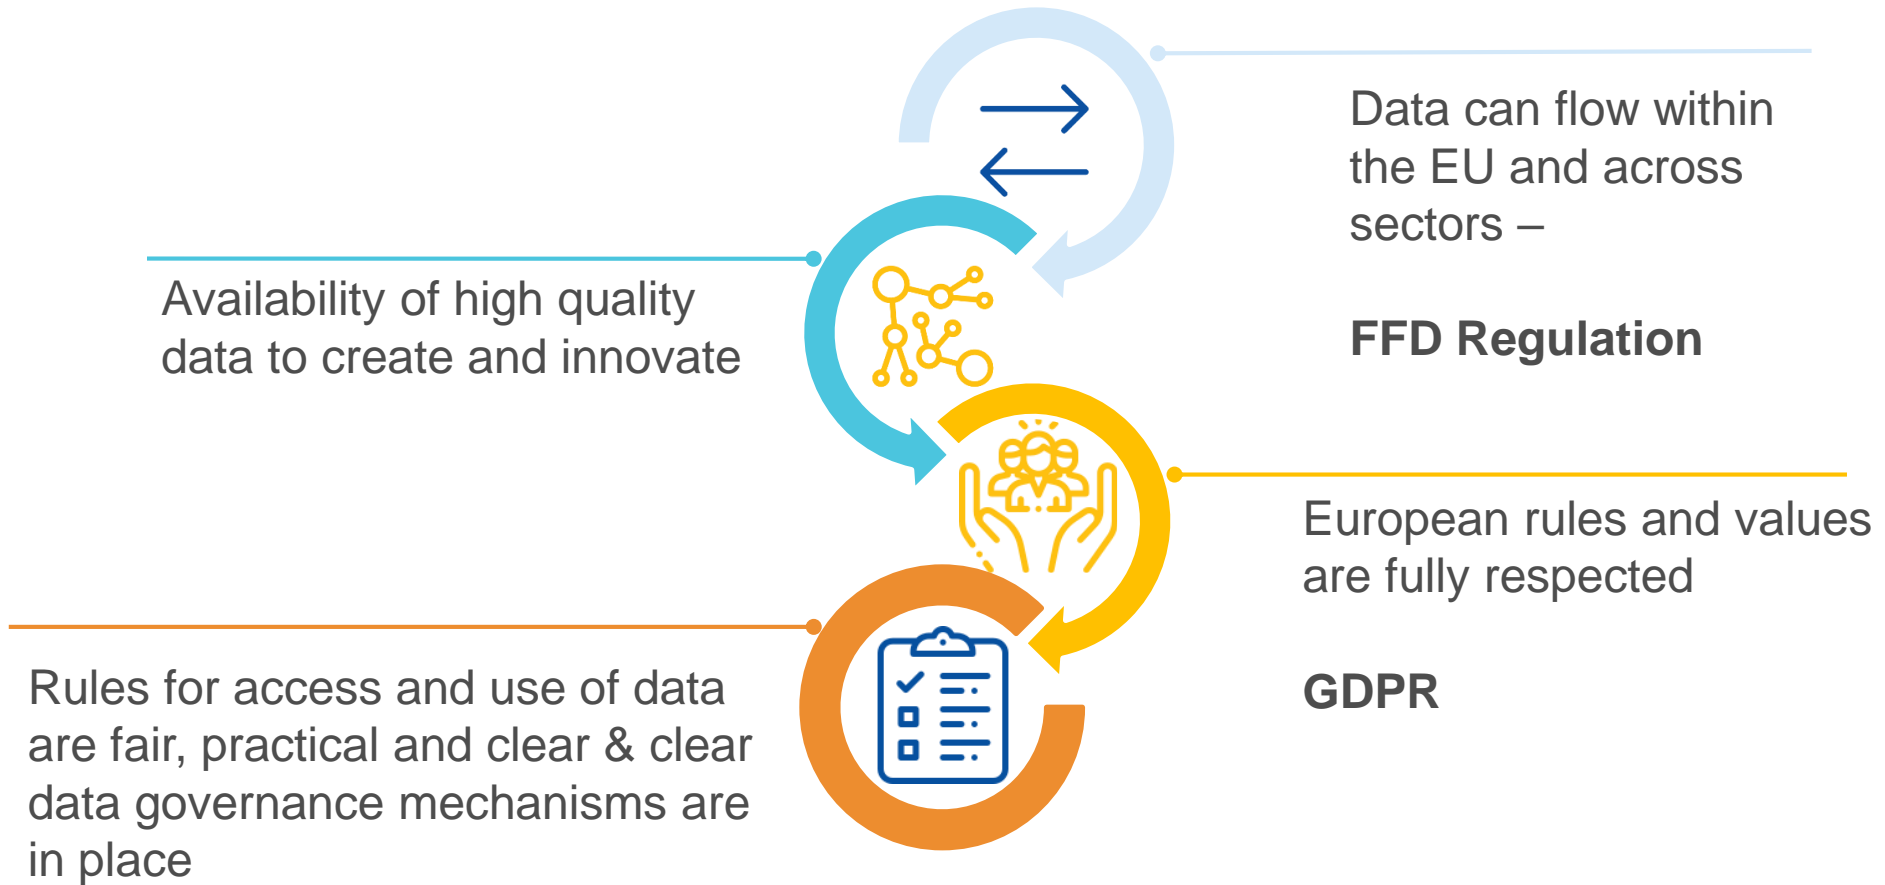 Data can flow within
the EU and across
sectors –
FFD Regulation
Availability of high quality
data to create and innovate
European rules and values
are fully respected
GDPR
Rules for access and use of data
are fair, practical and clear & clear
data governance mechanisms are
in place